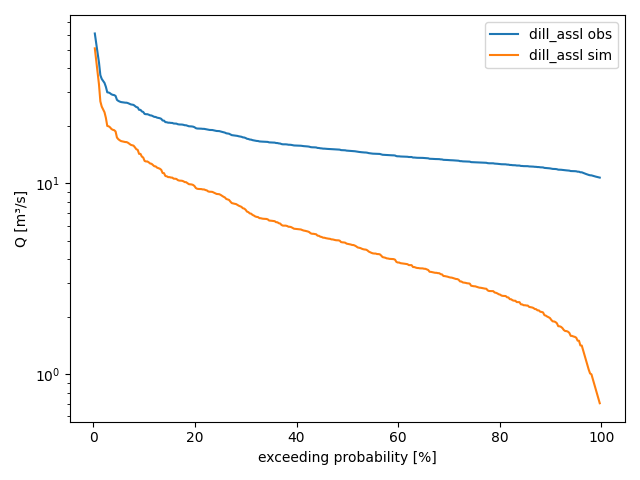 dill_assl obs
dill_assl sim
Q [m³/s]
10¹
10⁰
0 20 40 60 80 100
exceeding probability [%]